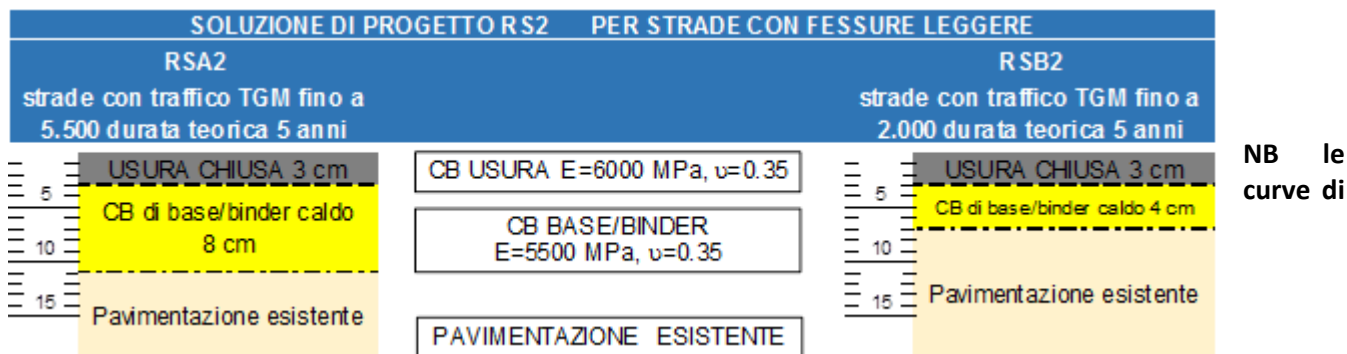 SOLUZIONE DI PROGETTO RS2 PER STRADE CON FESSURE LEGGERE
RSA2
strade con traffico TGM fino a
5.500 durata teorica 5 anni
RSB2
strade con traffico TGM fino a
2.000 durata teorica 5 anni
5
10
15
USURA CHIUSA 3 cm
CB di base/binder caldo
8 cm
Pavimentazione esistente
CB USURA E=6000 MPa, υ=0.35
CB BASE/BINDER
E=5500 MPa, υ=0.35
PAVIMENTAZIONE ESISTENTE
5
10
15
USURA CHIUSA 3 cm
CB di base/binder caldo 4 cm
Pavimentazione esistente
NB le
curve di